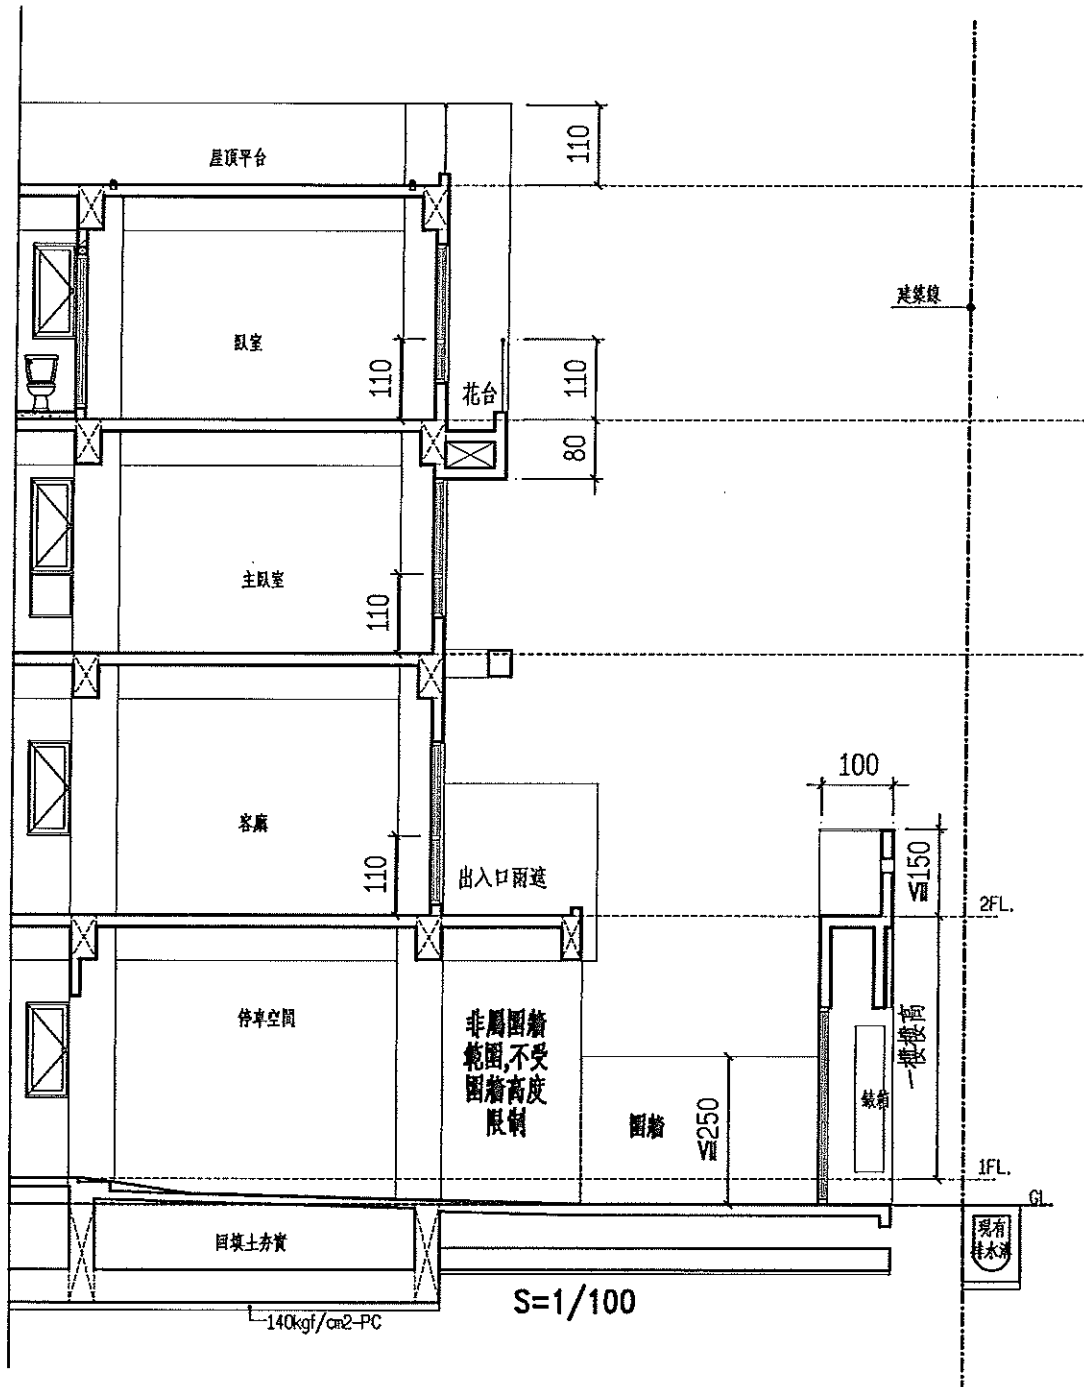 110
屋頂平台
建築線
臥室
110
花台
110
80
主臥室
110
100
客廳
110
出入口雨遮
≦150
2FL.
停車空間
非屬圍牆
範圍,不受
圍牆高度
限制
圍牆
≦250
一樓樓高
錶箱
1FL.
GL.
回填土夯實
現有
排水溝
S=1/100
140kgf/cm2-PC